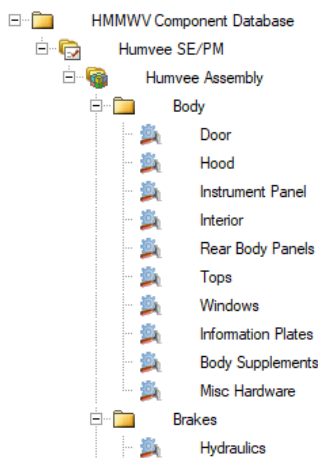 HMMWV Component Database
Humvee SE/PM
Humvee Assembly
Body
Door
Hood
Instrument Panel
Interior
Rear Body Panels
Tops
Windows
Information Plates
Body Supplements
Misc Hardware
Brakes
Hydraulics